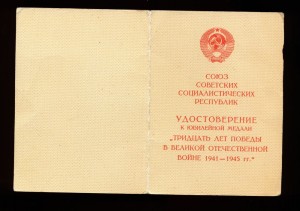 СОЮЗ
СОВЕТСКИХ
СОЦИАЛИСТИЧЕСКИХ
РЕСПУБЛИК
УДОСТОВЕРЕНИЕ
К ЮБИЛЕЙНОЙ МЕДАЛИ
„ТРИДЦАТЬ ЛЕТ ПОБЕДЫ
В ВЕЛИКОЙ ОТЕЧЕСТВЕННОЙ
ВОЙНЕ 1941—1945 гг.“